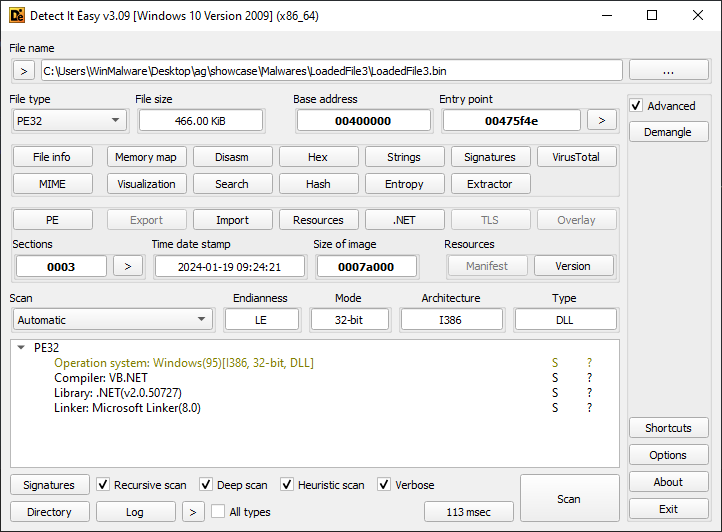 Detect It Easy v3.09 [Windows 10 Version 2009] (x86_64)
File name
> C:\Users\WinMalware\Desktop\ag\showcase\Malwares\LoadedFile3\LoadedFile3.bin ...
File type File size Base address Entry point Advanced
PE32 466.00 KiB 00400000 00475f4e > Demangle
File info Memory map Disasm Hex Strings Signatures VirusTotal
MIME Visualization Search Hash Entropy Extractor
PE Export Import Resources .NET TLS Overlay
Sections Time date stamp Size of image Resources
0003 > 2024-01-19 09:24:21 0007a000 Manifest Version
Scan Endianness Mode Architecture Type
Automatic LE 32-bit I386 DLL
PE32
Operation system: Windows(95)[I386, 32-bit, DLL] S ?
Compiler: VB.NET S ?
Library: .NET(v2.0.50727) S ?
Linker: Microsoft Linker(8.0) S ?
Shortcuts
Options
Signatures Recursive scan Deep scan Heuristic scan Verbose Scan About
Directory Log > All types 113 msec Exit